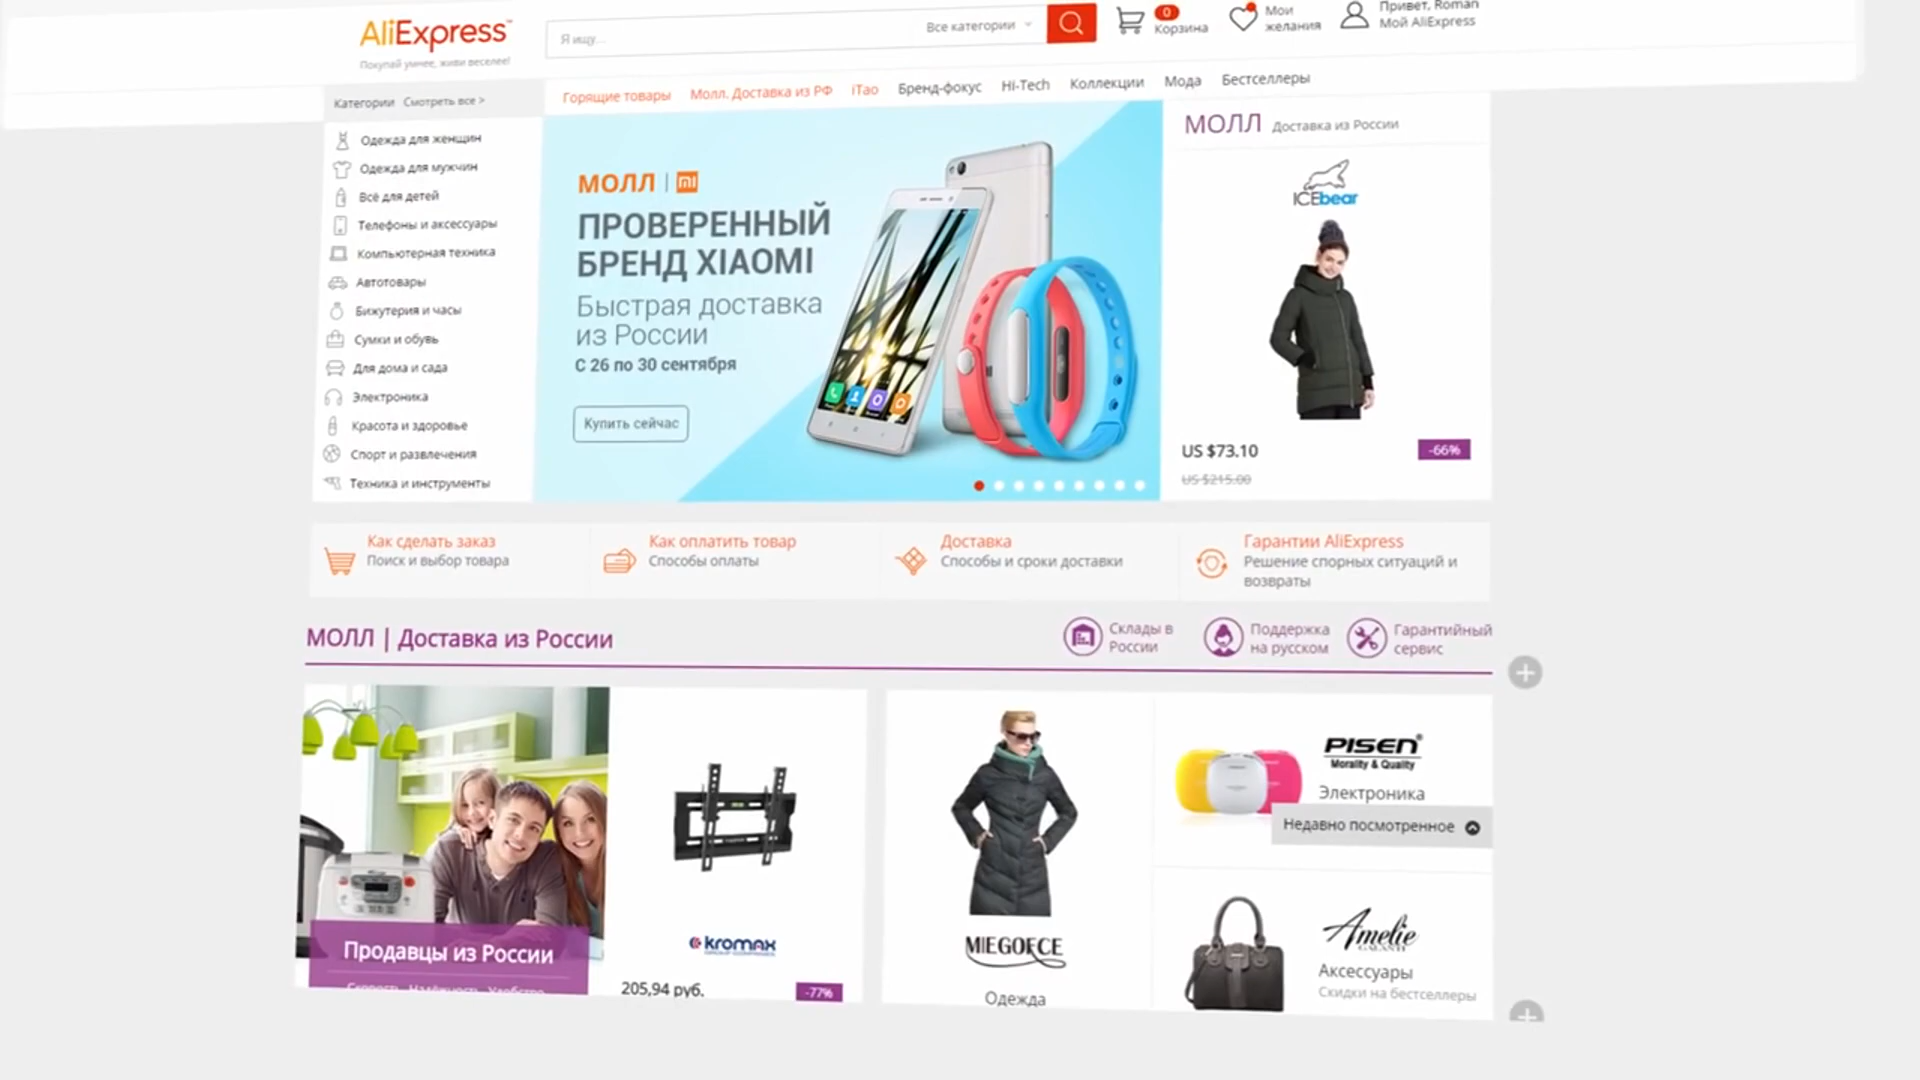 AliExpress™
Покупай умнее, живи веселее!
Я ищу...
Все категории
0
Корзина
Мои
желания
Привет, Roman
Мой AliExpress
Категории Смотреть все >
Горящие товары
Молл. Доставка из РФ
iTao
Бренд-фокус
Hi-Tech
Коллекции
Мода
Бестселлеры
Одежда для женщин
Одежда для мужчин
Всё для детей
Телефоны и аксессуары
Компьютерная техника
Автотовары
Бижутерия и часы
Сумки и обувь
Для дома и сада
Электроника
Красота и здоровье
Спорт и развлечения
Техника и инструменты
МОЛЛ | mi
ПРОВЕРЕННЫЙ
БРЕНД XIAOMI
Быстрая доставка
из России
С 26 по 30 сентября
Купить сейчас
МОЛЛ Доставка из России
ICEbear
US $73.10
-66%
US $215.00
Как сделать заказ
Поиск и выбор товара
Как оплатить товар
Способы оплаты
Доставка
Способы и сроки доставки
Гарантии AliExpress
Решение спорных ситуаций и
возвраты
МОЛЛ | Доставка из России
Склады в
России
Поддержка
на русском
Гарантийный
сервис
Продавцы из России
Скорость Надёжность Удобство
kromax
205,94 руб.
-77%
MIEGOFCE
Одежда
PISEN®
Morality & Quality
Электроника
Недавно посмотренное
Amelie
GALANTI
Аксессуары
Скидки на бестселлеры